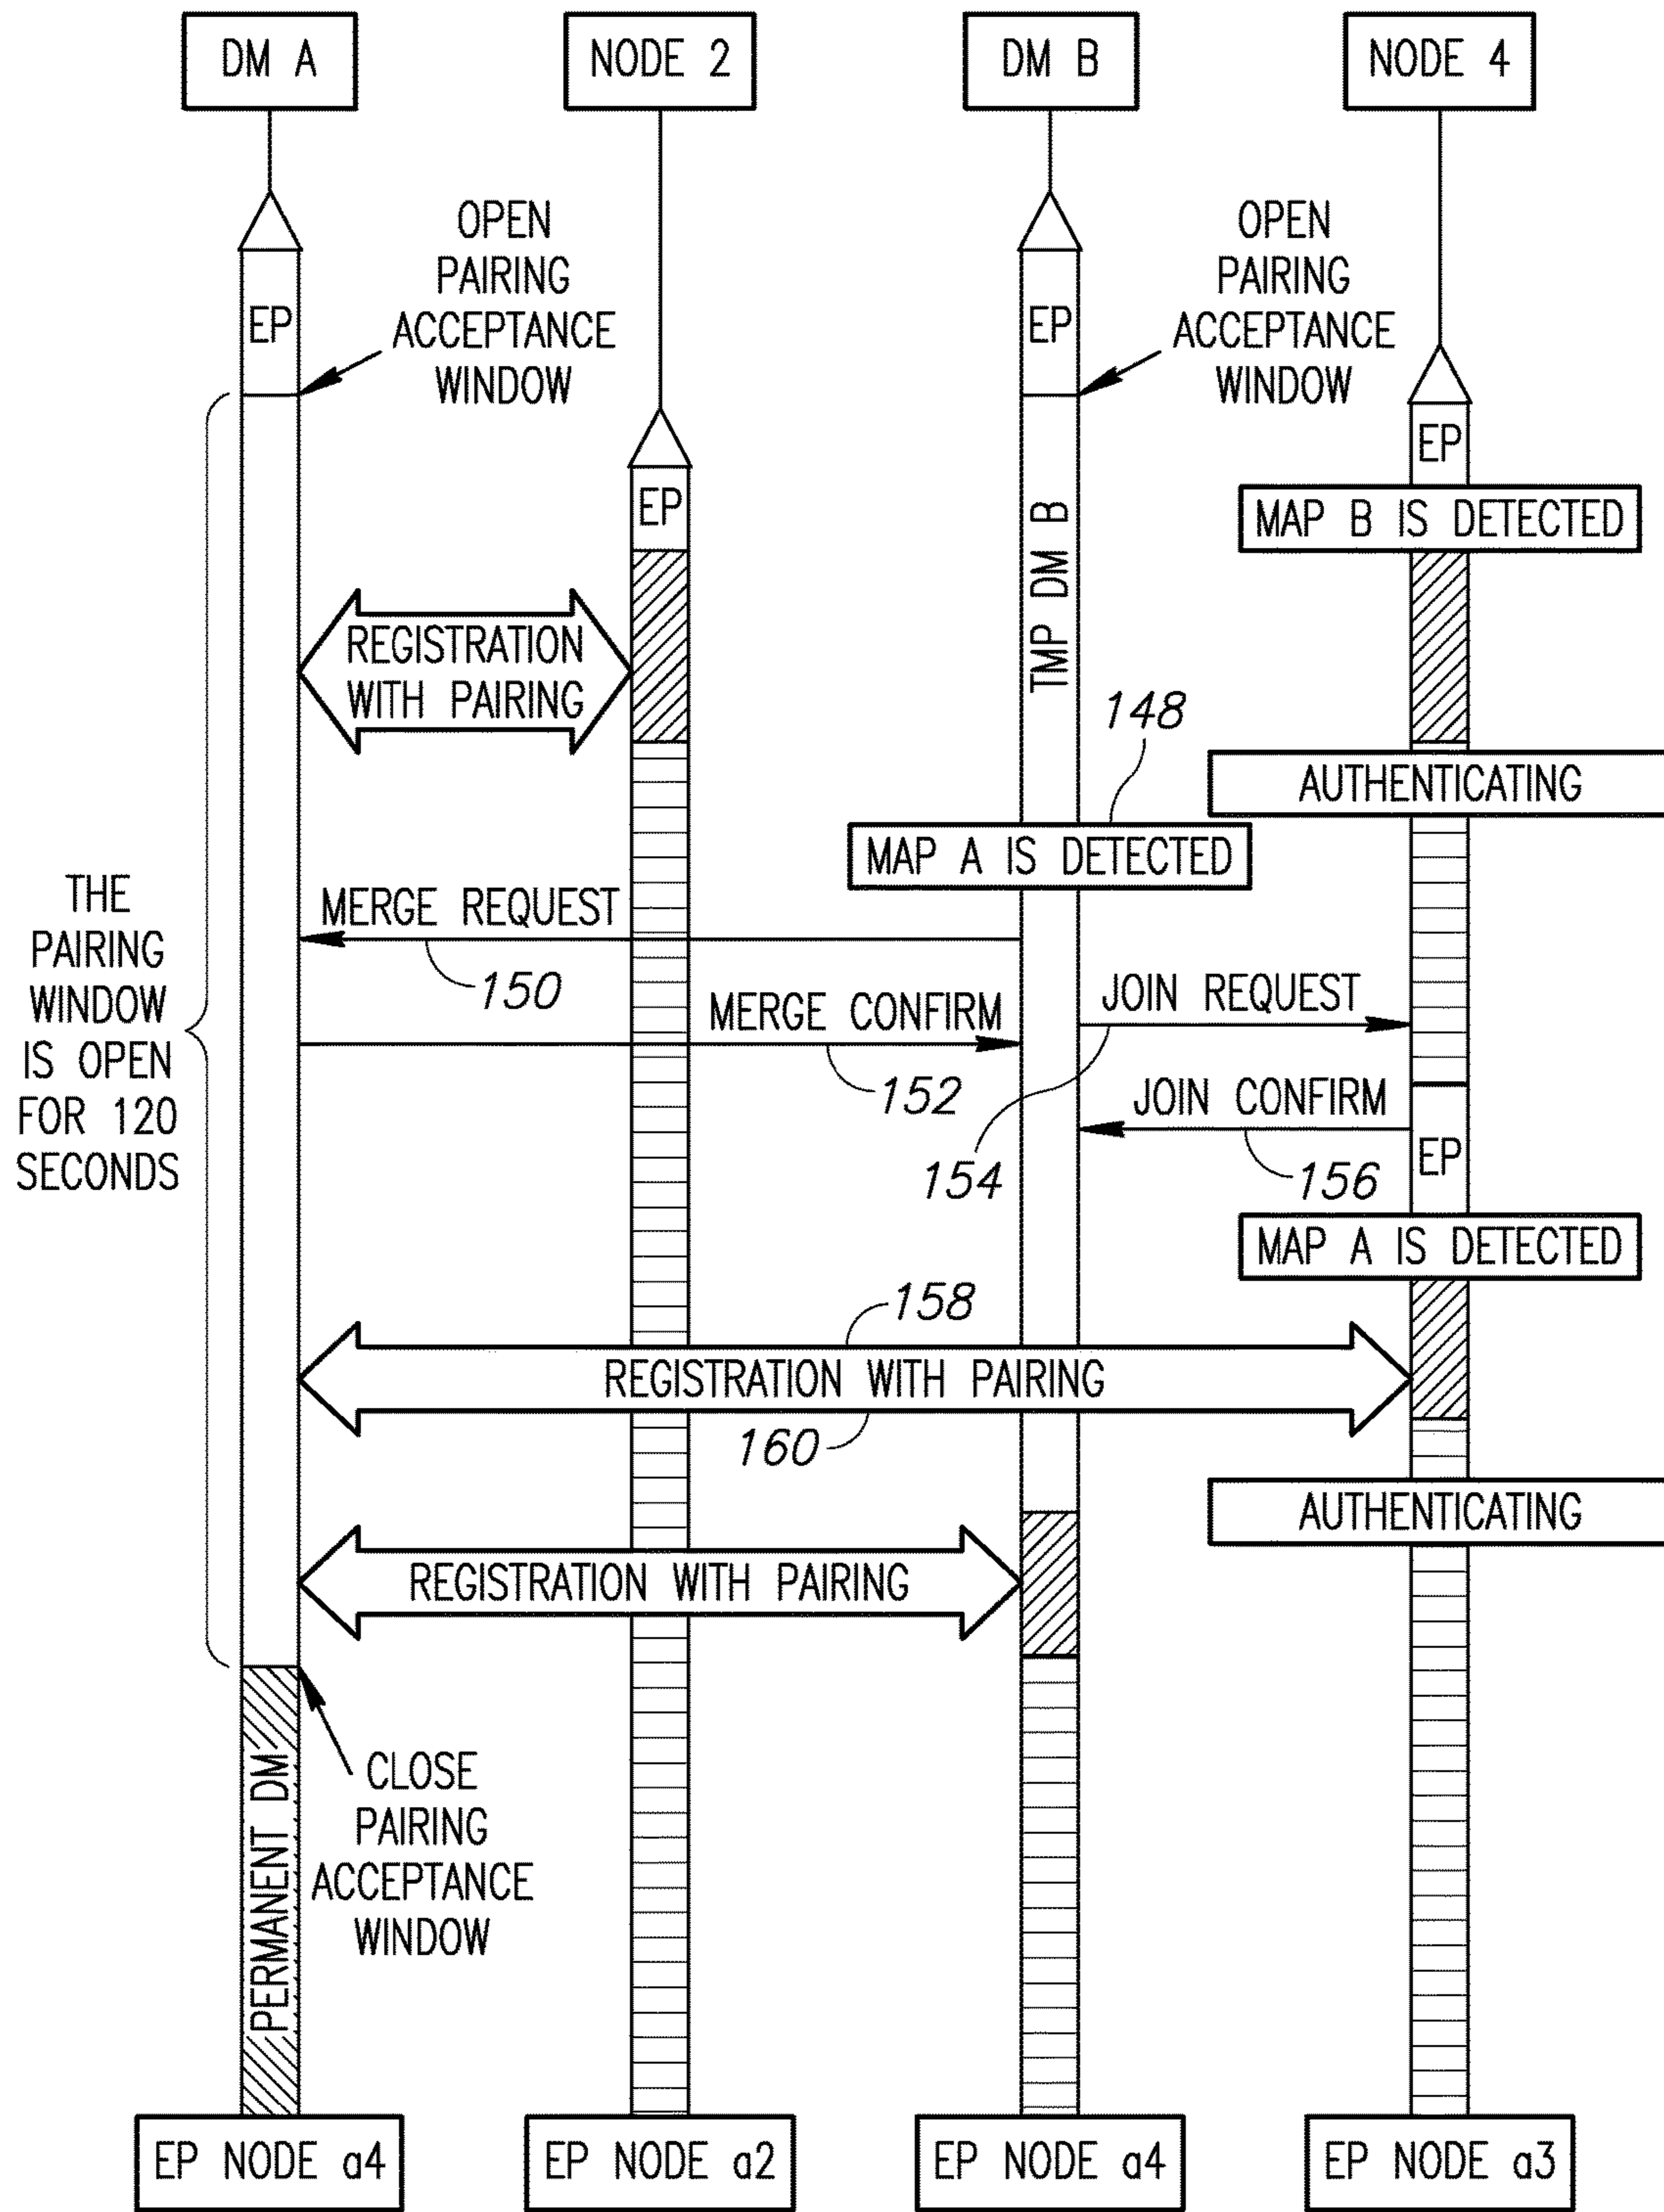 DM A
NODE 2
DM B
NODE 4
OPEN
PAIRING
ACCEPTANCE
WINDOW
OPEN
PAIRING
ACCEPTANCE
WINDOW
EP
EP
EP
EP
MAP B IS DETECTED
TMP DM B
REGISTRATION
WITH PAIRING
148
AUTHENTICATING
MAP A IS DETECTED
THE
PAIRING
WINDOW
IS OPEN
FOR 120
SECONDS
MERGE REQUEST
150
JOIN REQUEST
MERGE CONFIRM
152
154
JOIN CONFIRM
156
EP
MAP A IS DETECTED
158
REGISTRATION WITH PAIRING
160
AUTHENTICATING
REGISTRATION WITH PAIRING
PERMANENT DM
CLOSE
PAIRING
ACCEPTANCE
WINDOW
EP NODE a4
EP NODE a2
EP NODE a4
EP NODE a3